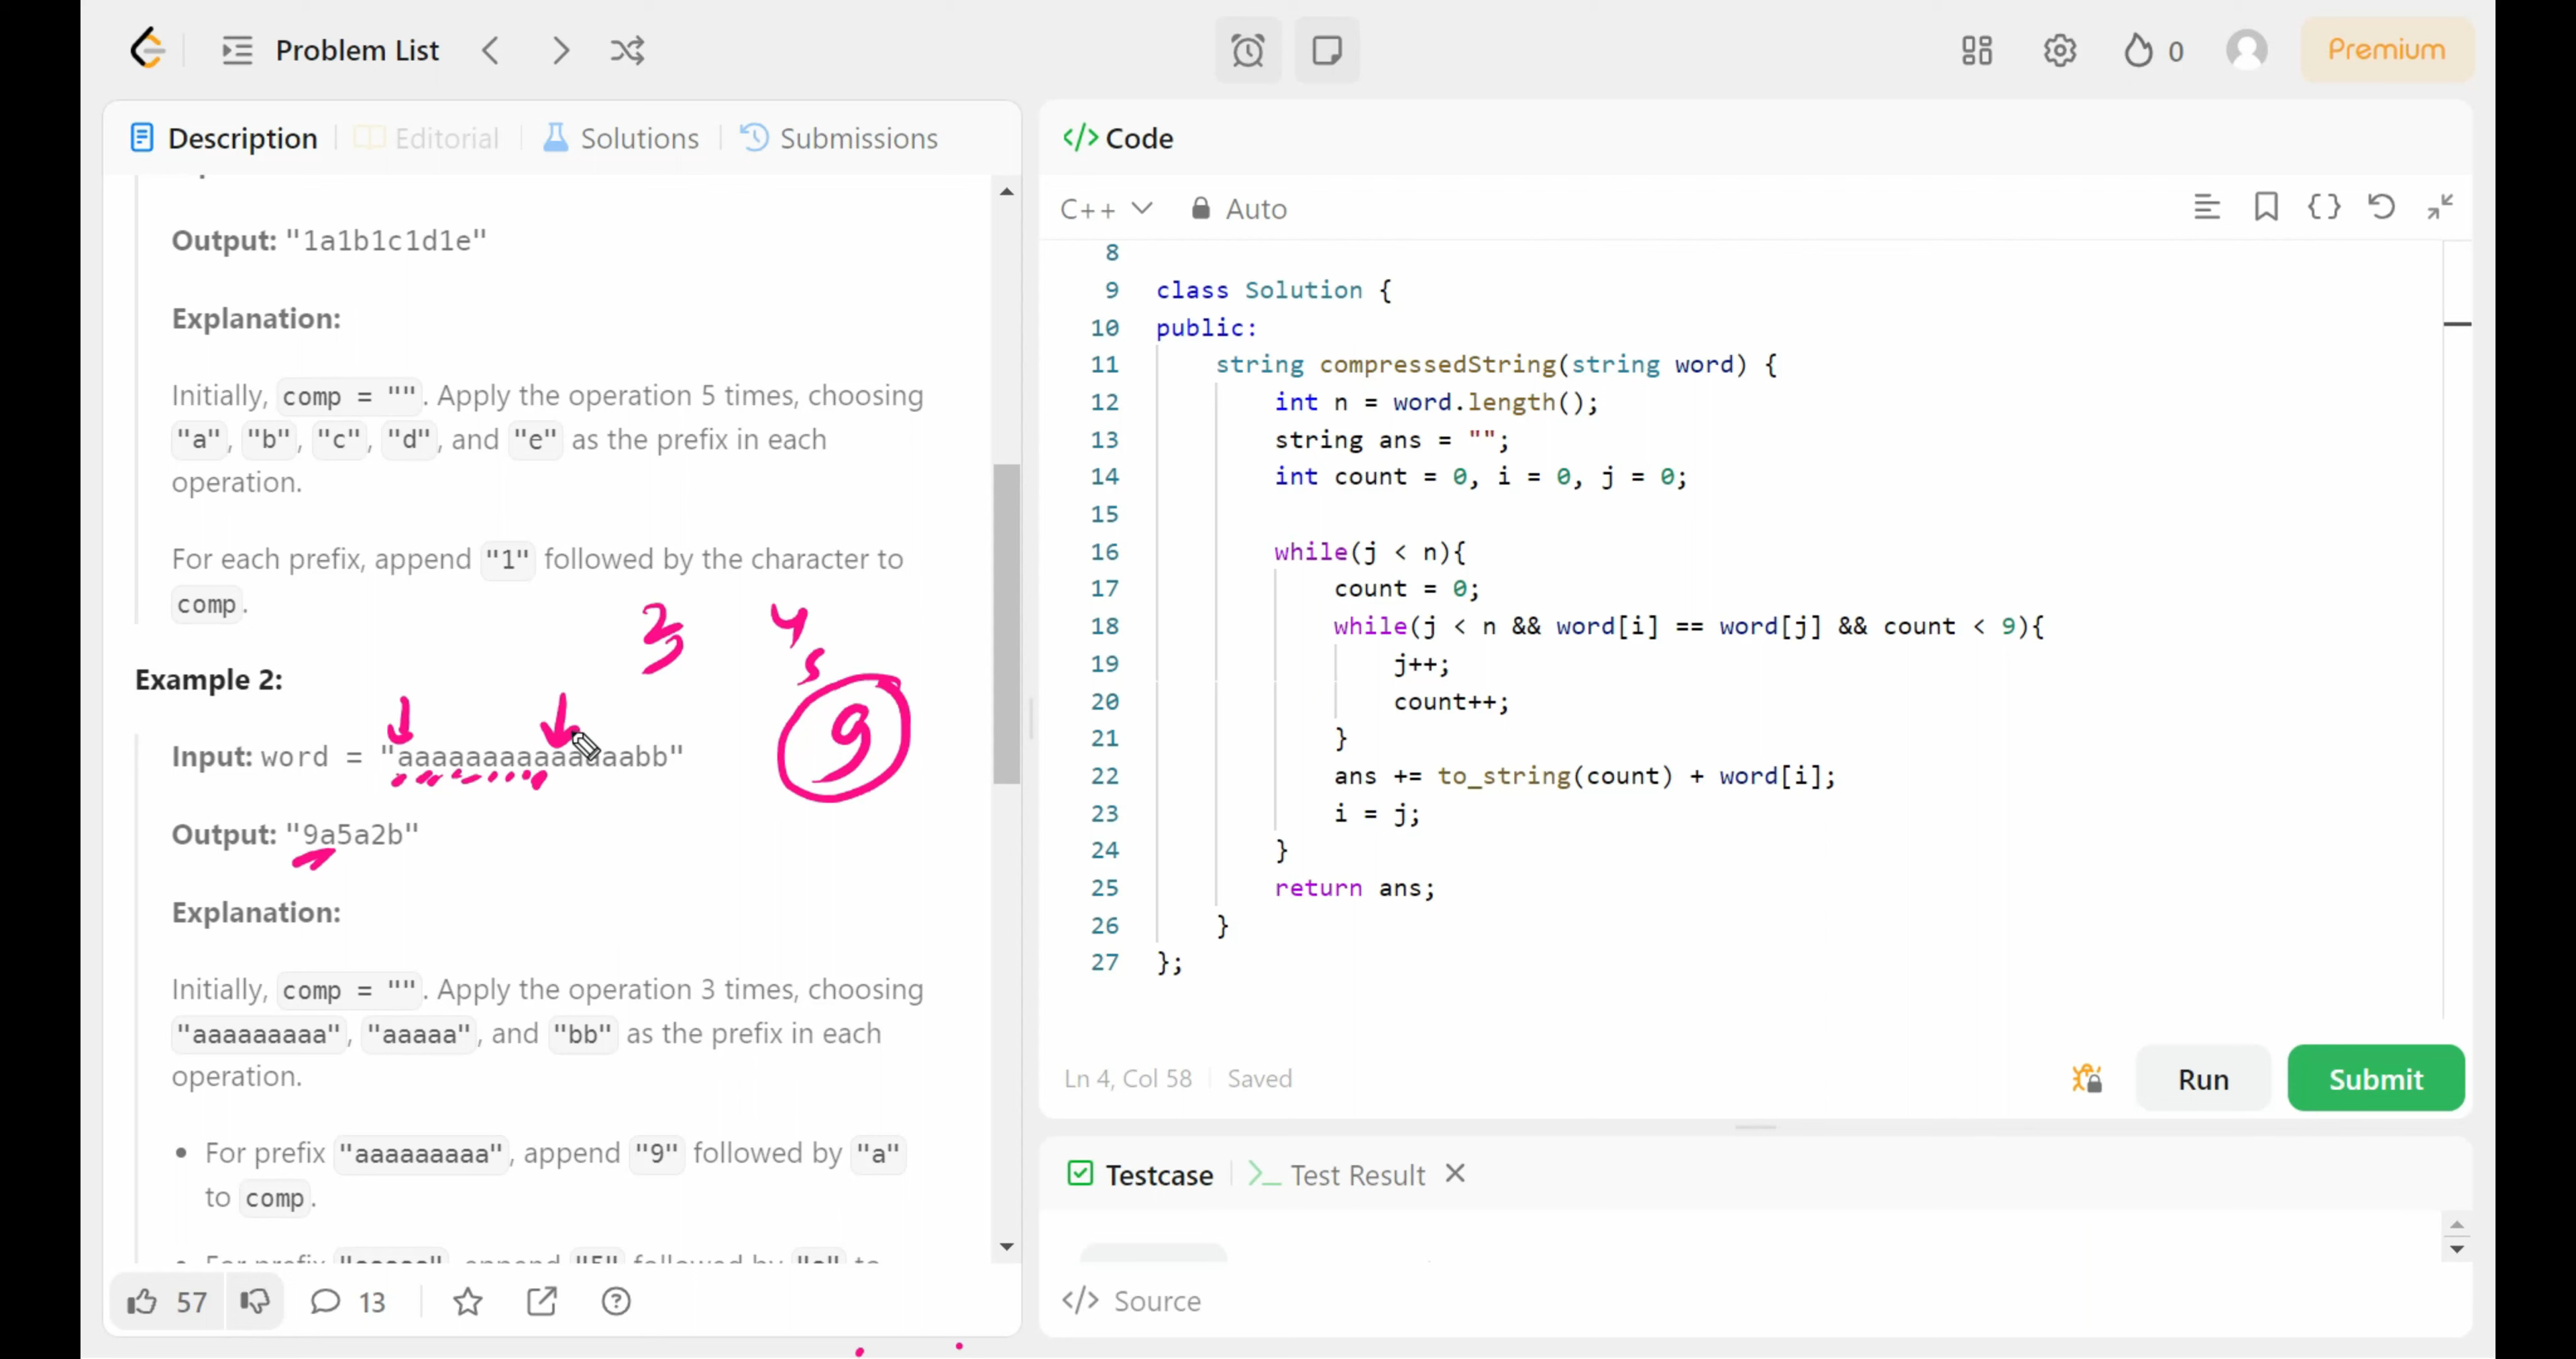 Problem List
0
Premium
Description
Editorial
Solutions
Submissions
Output: "1a1b1c1d1e"
Explanation:
Initially, comp = "". Apply the operation 5 times, choosing
"a", "b", "c", "d", and "e" as the prefix in each
operation.
For each prefix, append "1" followed by the character to
comp.
3 4
5
9
Example 2:
Input: word = "aaaaaaaaaaaaaabb"
Output: "9a5a2b"
Explanation:
Initially, comp = "". Apply the operation 3 times, choosing
"aaaaaaaaa", "aaaaa", and "bb" as the prefix in each
operation.
• For prefix "aaaaaaaaa", append "9" followed by "a"
to comp.
57
13
</> Code
C++
Auto
8
9 class Solution {
10 public:
11 string compressedString(string word) {
12 int n = word.length();
13 string ans = "";
14 int count = 0, i = 0, j = 0;
15
16 while(j < n){
17 count = 0;
18 while(j < n && word[i] == word[j] && count < 9){
19 j++;
20 count++;
21 }
22 ans += to_string(count) + word[i];
23 i = j;
24 }
25 return ans;
26 }
27 };
Ln 4, Col 58
Saved
Run
Submit
Testcase
Test Result
</> Source